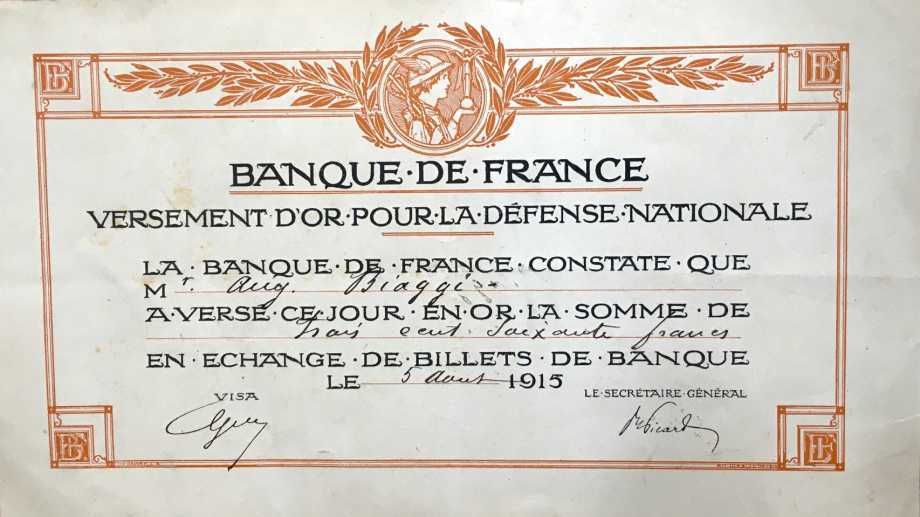 BANQUE·DE·FRANCE
VERSEMENT D'OR·POUR·LA·DÉFENSE·NATIONALE
LA·BANQUE·DE·FRANCE·CONSTATE·QUE
Mr. Aug. Biaggi
A·VERSÉ·CE·JOUR·EN·OR·LA·SOMME·DE
trois cent soixante francs
EN·ECHANGE·DE·BILLETS·DE·BANQUE
LE 5 Aout 1915
VISA
LE·SECRÉTAIRE·GÉNÉRAL
Picard